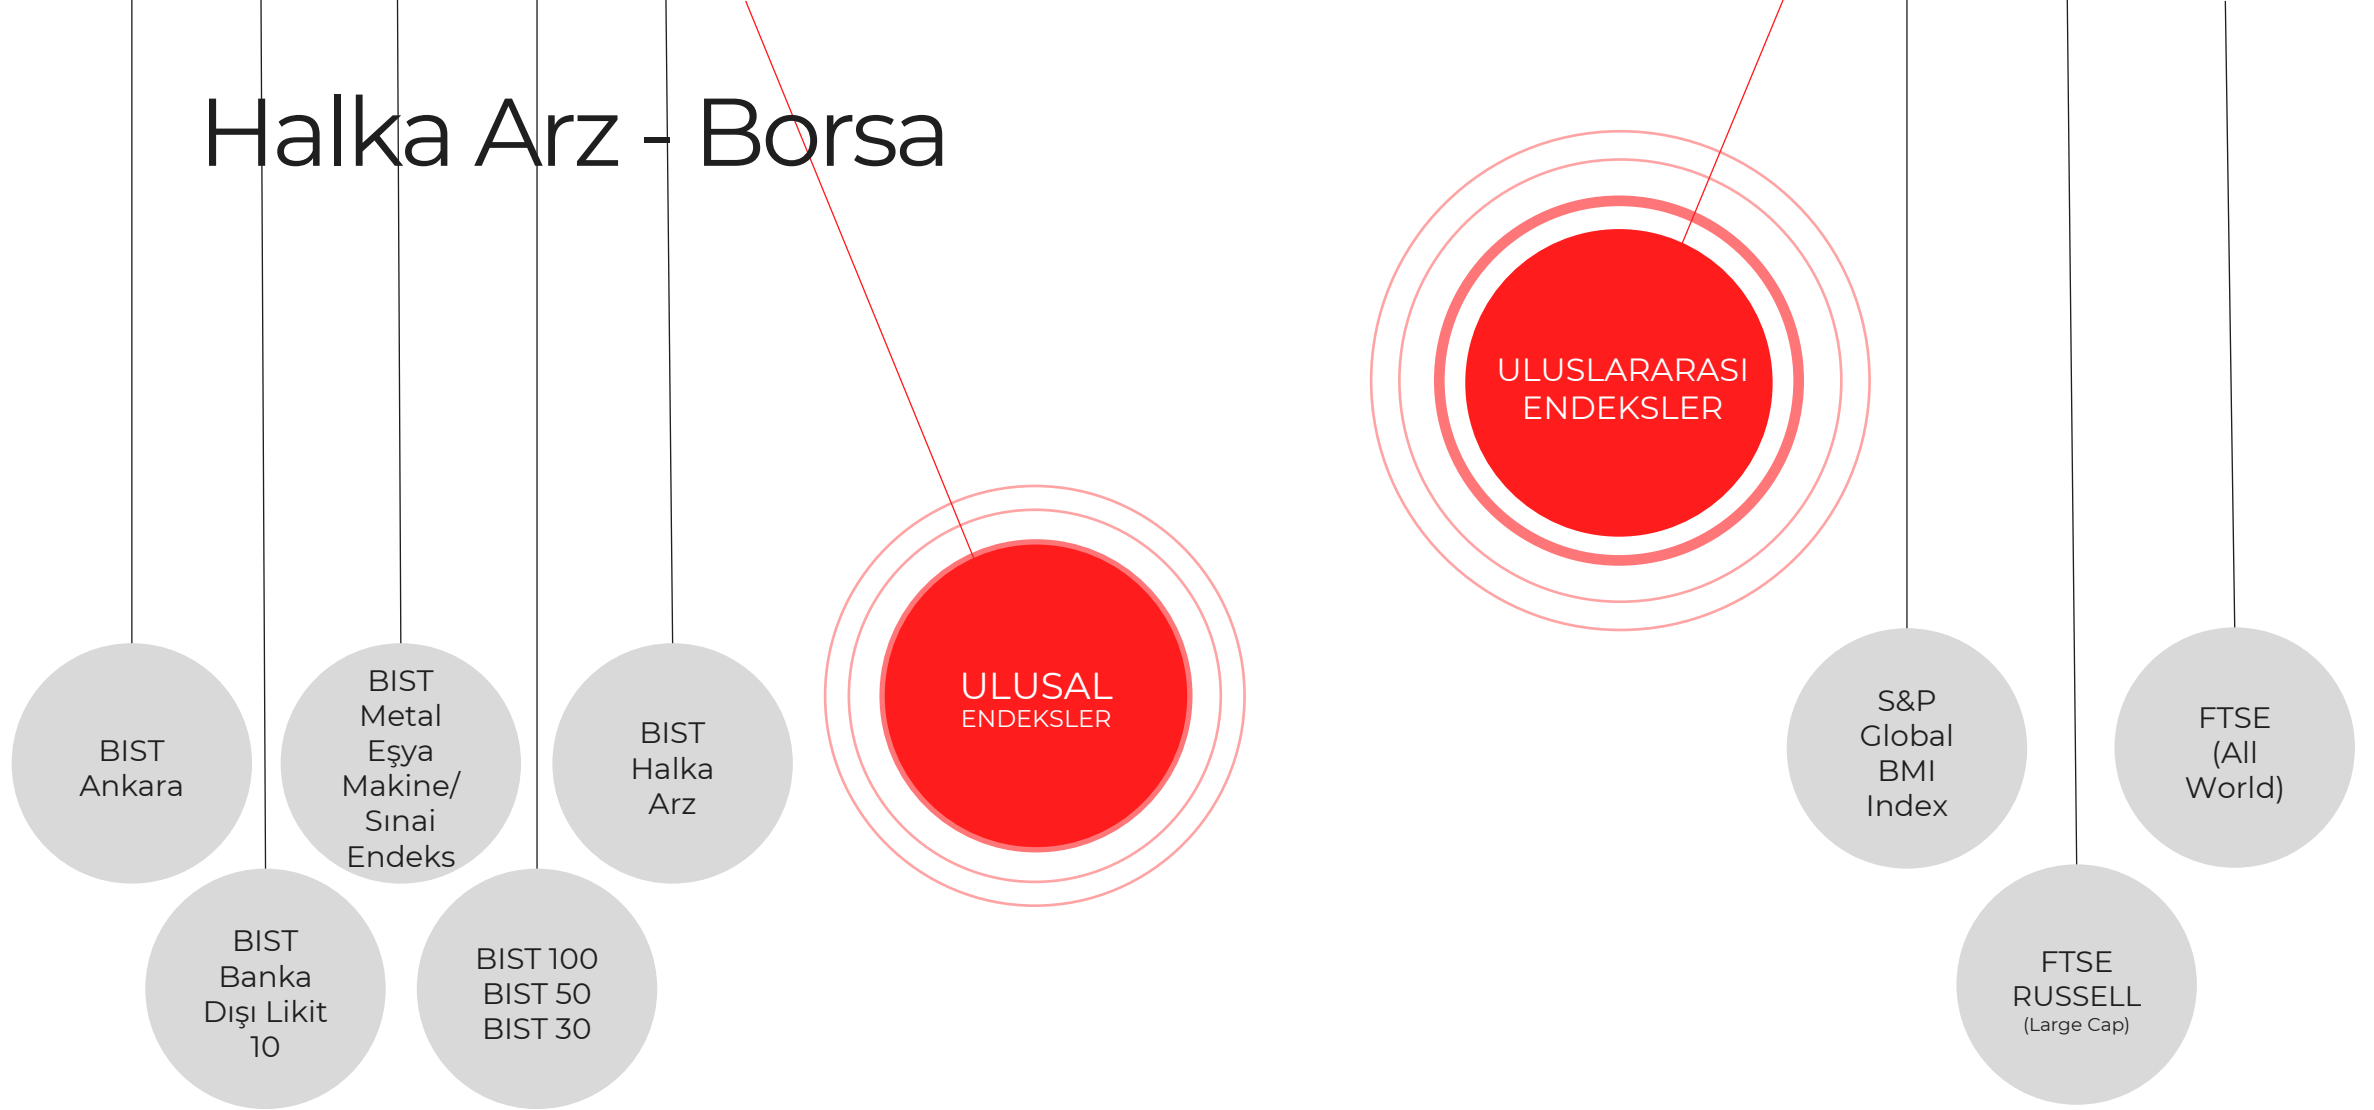 Halka Arz - Borsa
ULUSLARARASI
ENDEKSLER
ULUSAL
ENDEKSLER
BIST
Ankara
BIST
Banka
Dışı Likit
10
BIST
Metal
Eşya
Makine/
Sınai
Endeks
BIST 100
BIST 50
BIST 30
BIST
Halka
Arz
S&P
Global
BMI
Index
FTSE
RUSSELL
(Large Cap)
FTSE
(All
World)